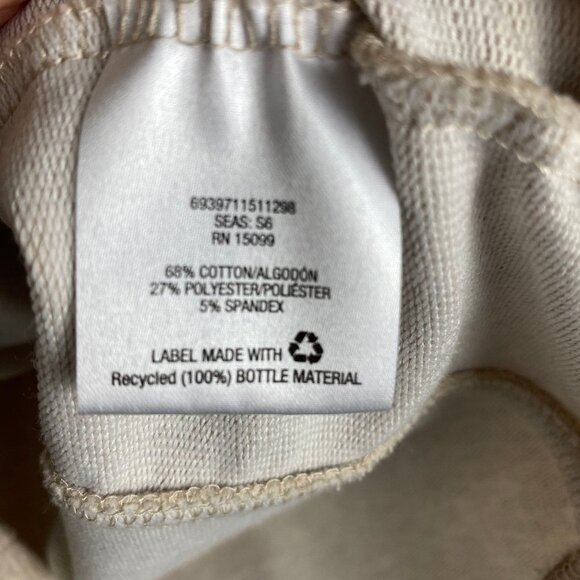 6939711511298
SEAS: S6
RN 15099
68% COTTON/ALGODÓN
27% POLYESTER/POLIÉSTER
5% SPANDEX
LABEL MADE WITH
Recycled (100%) BOTTLE MATERIAL